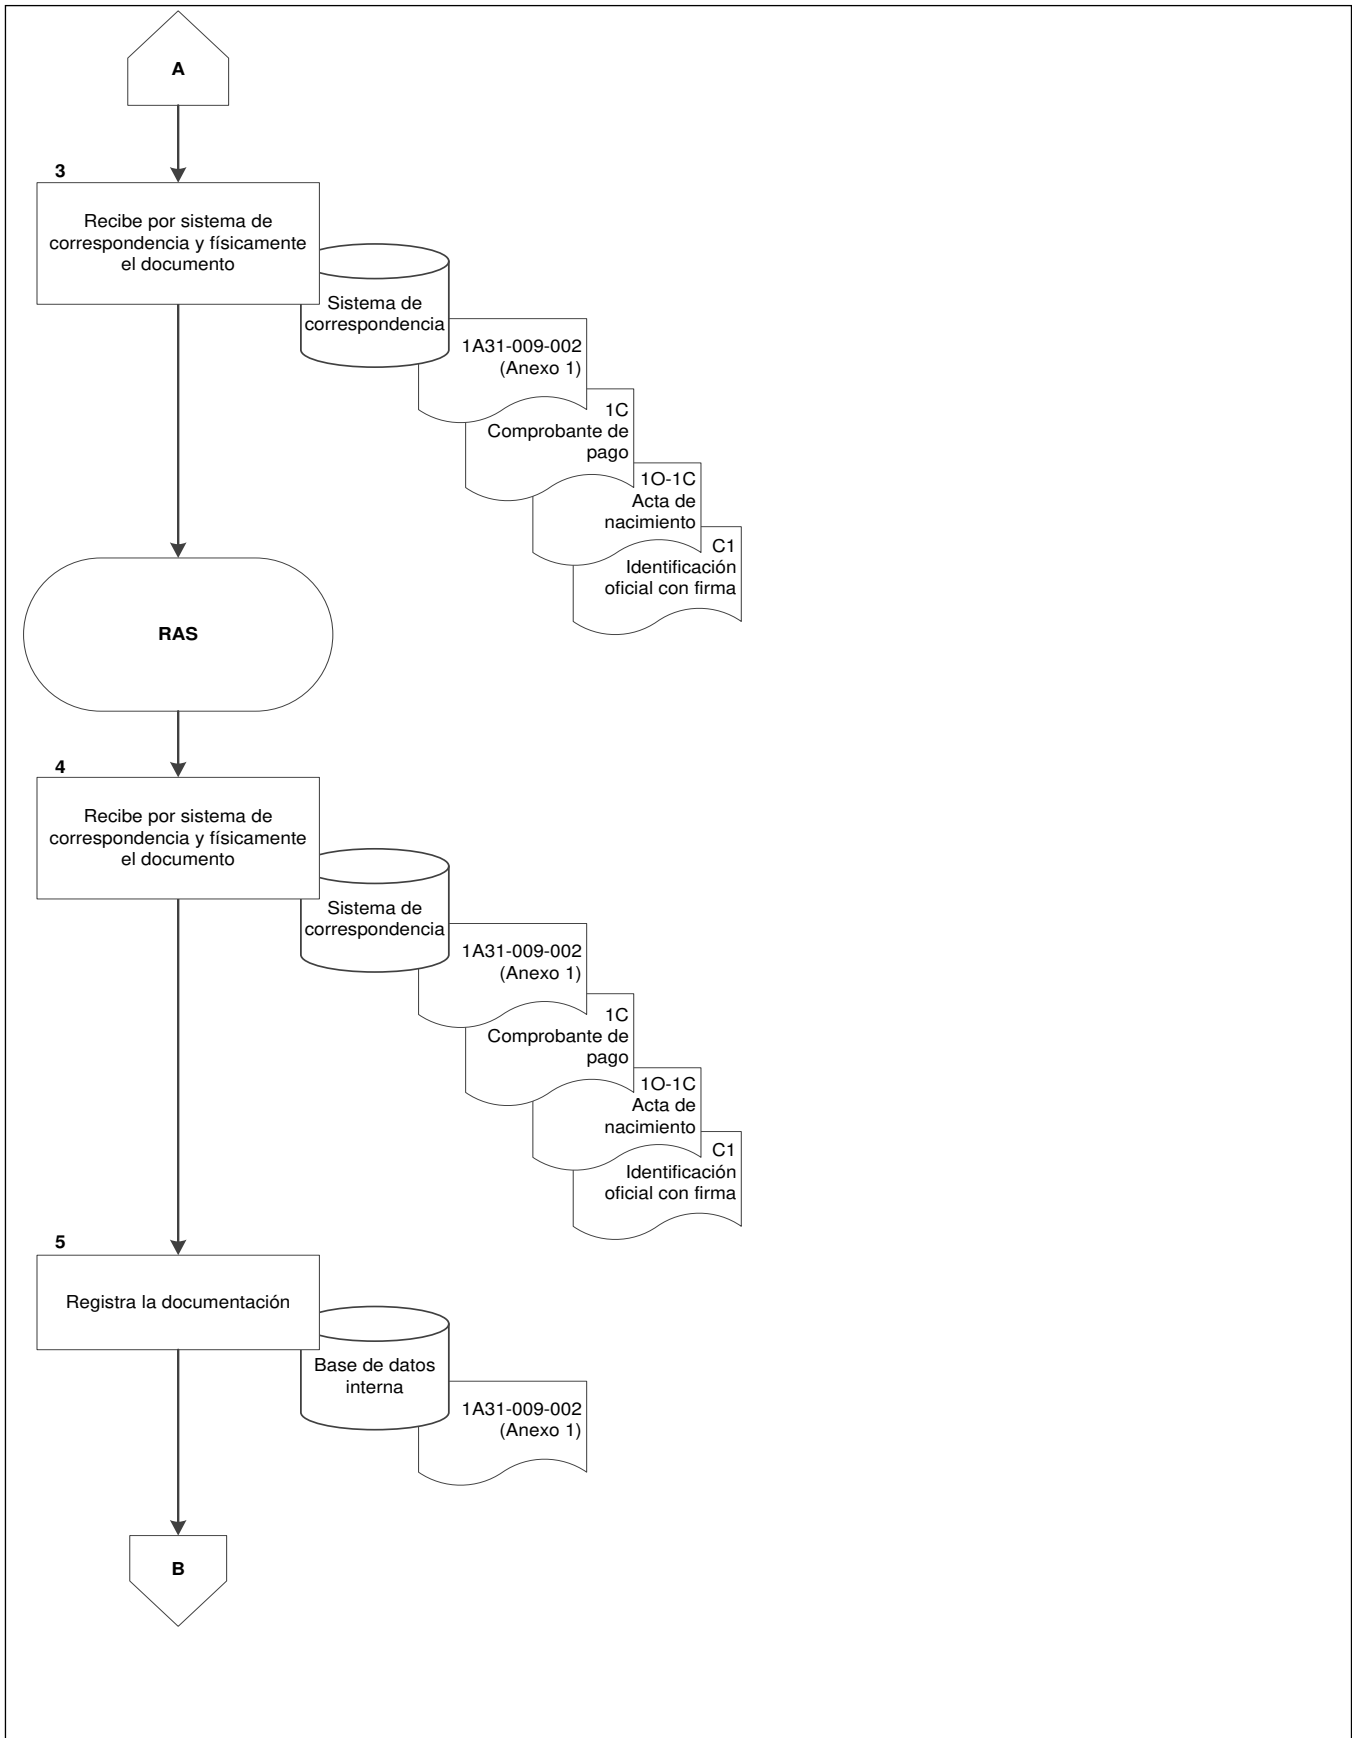 A
3
Recibe por sistema de
correspondencia y físicamente
el documento
Sistema de
correspondencia
1A31-009-002
(Anexo 1)
1C
Comprobante de
pago
1O-1C
Acta de
nacimiento
C1
Identificación
oficial con firma
RAS
4
Recibe por sistema de
correspondencia y físicamente
el documento
Sistema de
correspondencia
1A31-009-002
(Anexo 1)
1C
Comprobante de
pago
1O-1C
Acta de
nacimiento
C1
Identificación
oficial con firma
5
Registra la documentación
Base de datos
interna
1A31-009-002
(Anexo 1)
B